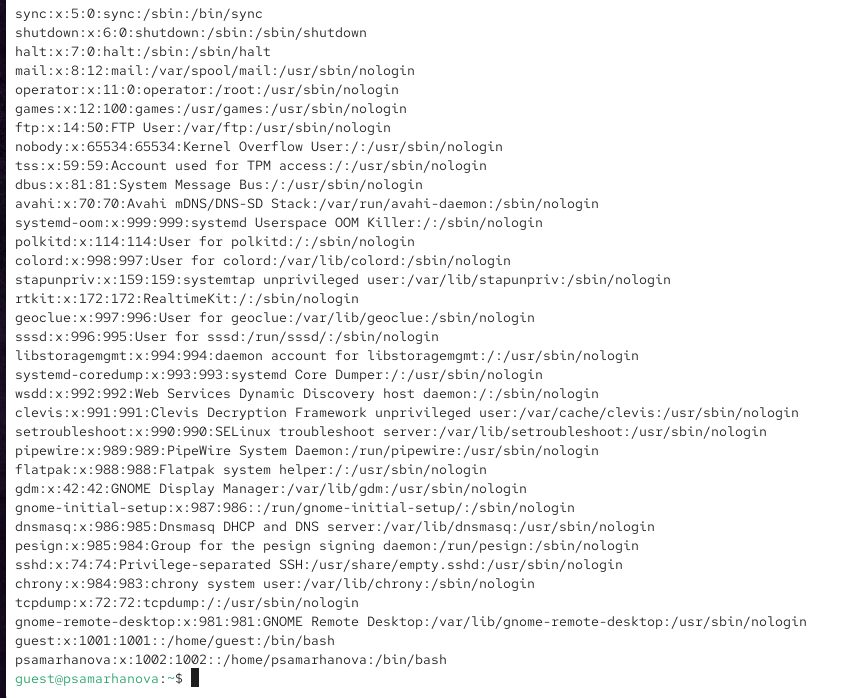 sync:x:5:0:sync:/sbin:/bin/sync
shutdown:x:6:0:shutdown:/sbin:/sbin/shutdown
halt:x:7:0:halt:/sbin:/sbin/halt
mail:x:8:12:mail:/var/spool/mail:/usr/sbin/nologin
operator:x:11:0:operator:/root:/usr/sbin/nologin
games:x:12:100:games:/usr/games:/usr/sbin/nologin
ftp:x:14:50:FTP User:/var/ftp:/usr/sbin/nologin
nobody:x:65534:65534:Kernel Overflow User:/:/usr/sbin/nologin
tss:x:59:59:Account used for TPM access:/:/usr/sbin/nologin
dbus:x:81:81:System Message Bus:/:/usr/sbin/nologin
avahi:x:70:70:Avahi mDNS/DNS-SD Stack:/var/run/avahi-daemon:/sbin/nologin
systemd-oom:x:999:999:systemd Userspace OOM Killer:/:/usr/sbin/nologin
polkitd:x:114:114:User for polkitd:/:/sbin/nologin
colord:x:998:997:User for colord:/var/lib/colord:/sbin/nologin
stapunpriv:x:159:159:systemtap unprivileged user:/var/lib/stapunpriv:/sbin/nologin
rtkit:x:172:172:RealtimeKit:/:/sbin/nologin
geoclue:x:997:996:User for geoclue:/var/lib/geoclue:/sbin/nologin
sssd:x:996:995:User for sssd:/run/sssd/:/sbin/nologin
libstoragemgmt:x:994:994:daemon account for libstoragemgmt:/:/usr/sbin/nologin
systemd-coredump:x:993:993:systemd Core Dumper:/:/usr/sbin/nologin
wsdd:x:992:992:Web Services Dynamic Discovery host daemon:/:/sbin/nologin
clevis:x:991:991:Clevis Decryption Framework unprivileged user:/var/cache/clevis:/usr/sbin/nologin
setroubleshoot:x:990:990:SELinux troubleshoot server:/var/lib/setroubleshoot:/usr/sbin/nologin
pipewire:x:989:989:PipeWire System Daemon:/run/pipewire:/usr/sbin/nologin
flatpak:x:988:988:Flatpak system helper:/:/usr/sbin/nologin
gdm:x:42:42:GNOME Display Manager:/var/lib/gdm:/usr/sbin/nologin
gnome-initial-setup:x:987:986::/run/gnome-initial-setup/:/sbin/nologin
dnsmasq:x:986:985:Dnsmasq DHCP and DNS server:/var/lib/dnsmasq:/usr/sbin/nologin
pesign:x:985:984:Group for the pesign signing daemon:/run/pesign:/sbin/nologin
sshd:x:74:74:Privilege-separated SSH:/usr/share/empty.sshd:/usr/sbin/nologin
chrony:x:984:983:chrony system user:/var/lib/chrony:/sbin/nologin
tcpdump:x:72:72:tcpdump:/:/usr/sbin/nologin
gnome-remote-desktop:x:981:981:GNOME Remote Desktop:/var/lib/gnome-remote-desktop:/usr/sbin/nologin
guest:x:1001:1001::/home/guest:/bin/bash
psamarhanova:x:1002:1002::/home/psamarhanova:/bin/bash
guest@psamarhanova:~$